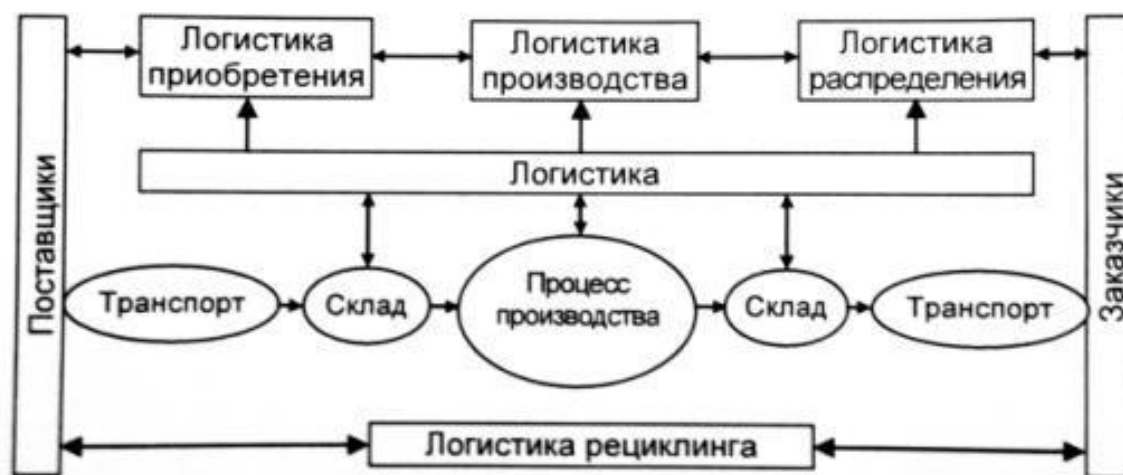 Логистика
приобретения
Логистика
производства
Логистика
распределения
Логистика
Поставщики
Заказчики
Транспорт
Склад
Процесс
производства
Склад
Транспорт
Логистика рециклинга